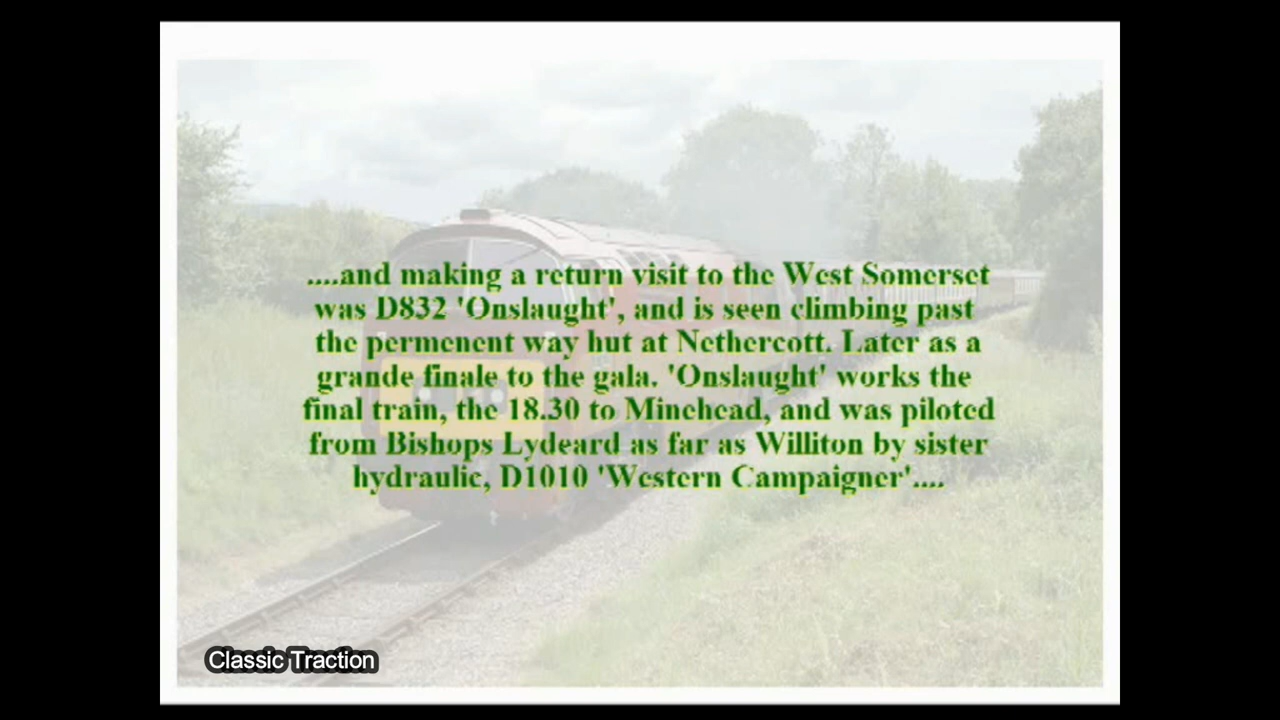 ....and making a return visit to the West Somerset
was D832 'Onslaught', and is seen climbing past
the permenent way hut at Nethercott. Later as a
grande finale to the gala. 'Onslaught' works the
final train, the 18.30 to Minehead, and was piloted
from Bishops Lydeard as far as Williton by sister
hydraulic, D1010 'Western Campaigner'....
Classic Traction